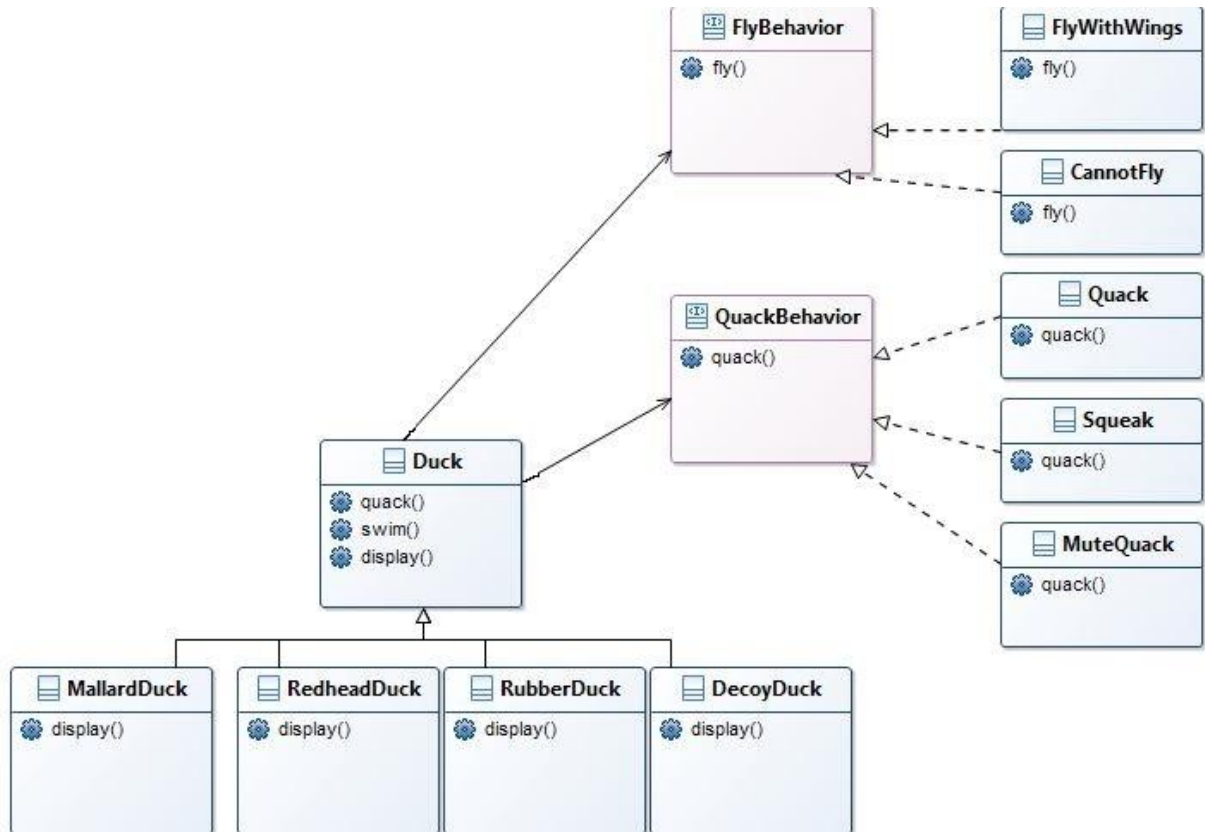 FlyBehavior
fly()
FlyWithWings
fly()
CannotFly
fly()
QuackBehavior
quack()
Quack
quack()
Squeak
quack()
MuteQuack
quack()
Duck
quack()
swim()
display()
MallardDuck
display()
RedheadDuck
display()
RubberDuck
display()
DecoyDuck
display()